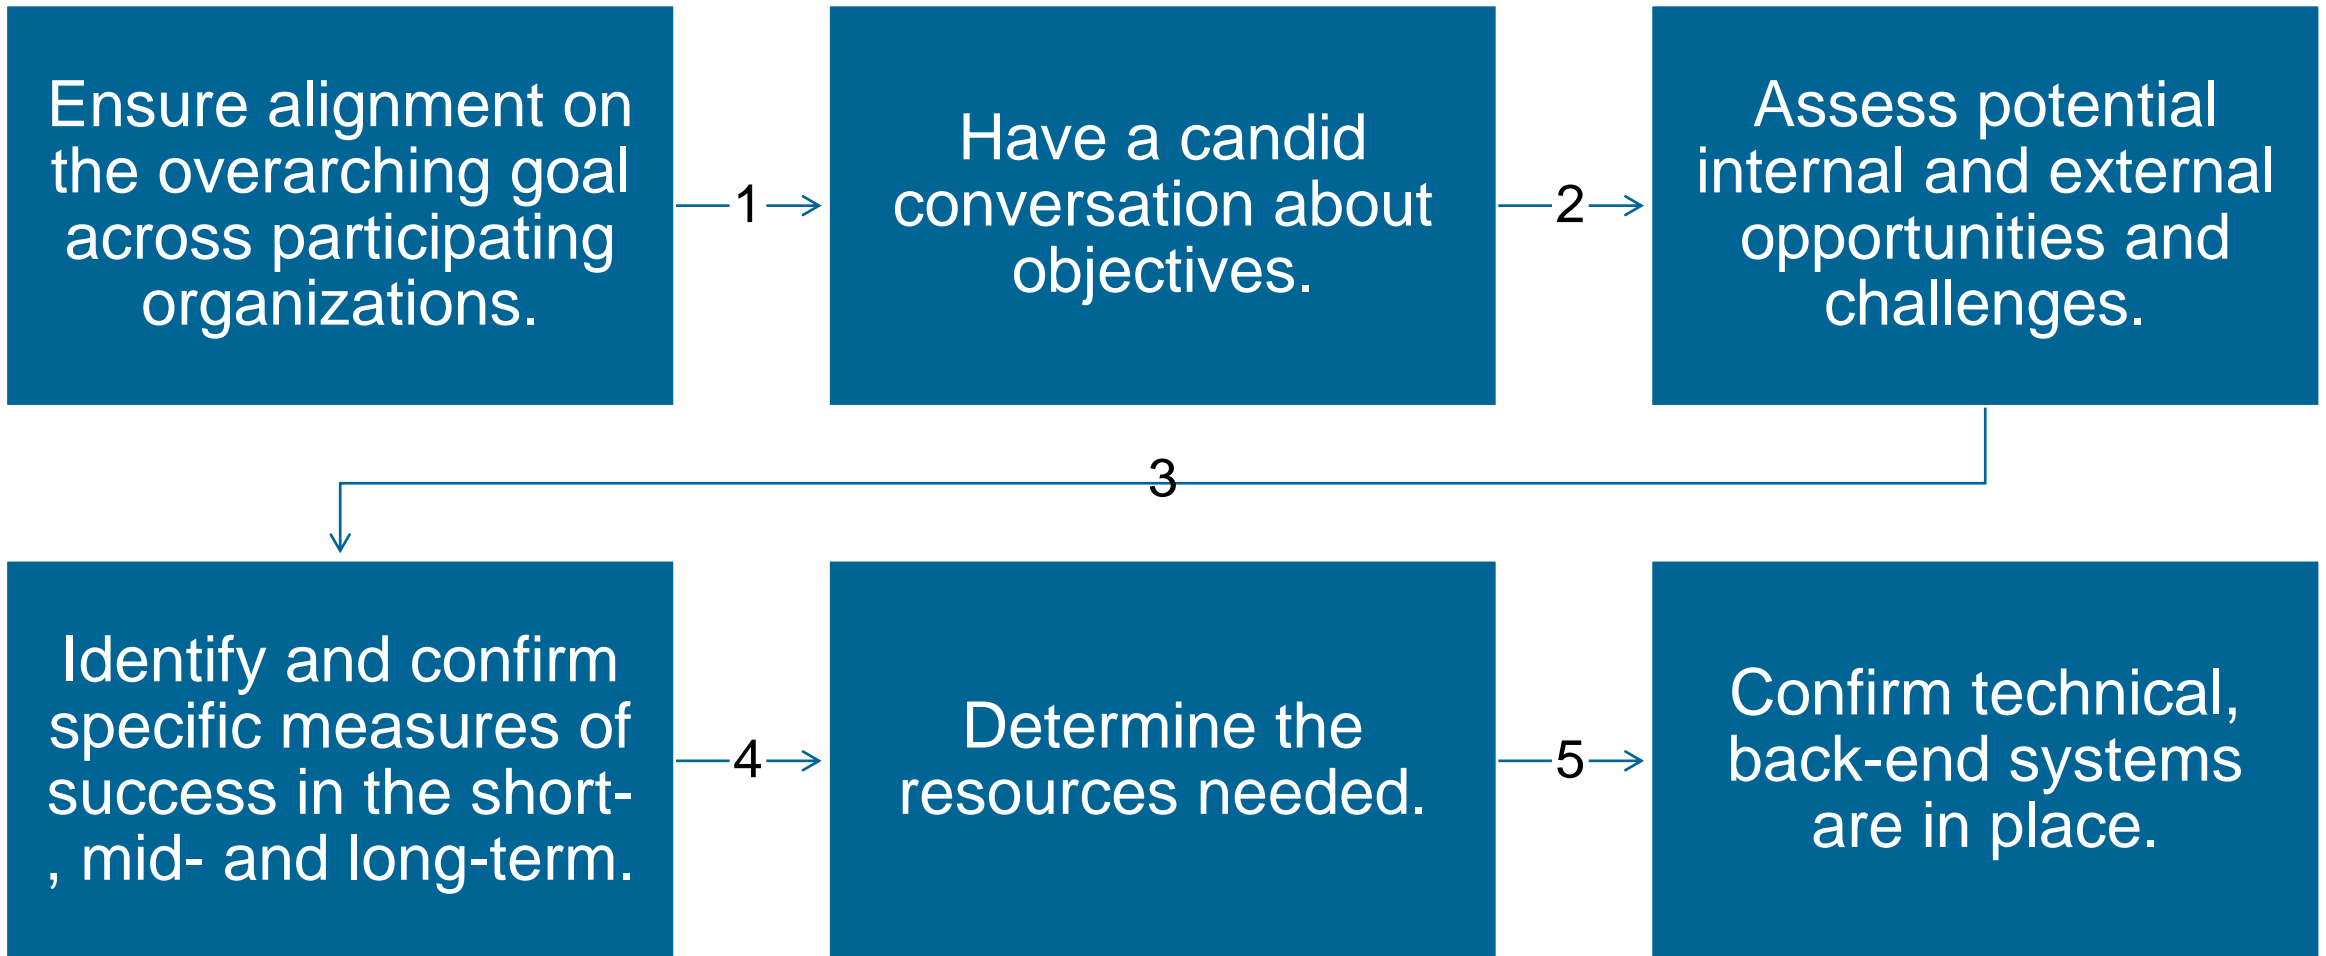 Ensure alignment on
the overarching goal
across participating
organizations.
1
Have a candid
conversation about
objectives.
2
Assess potential
internal and external
opportunities and
challenges.
3
Identify and confirm
specific measures of
success in the short-
, mid- and long-term.
4
Determine the
resources needed.
5
Confirm technical,
back-end systems
are in place.